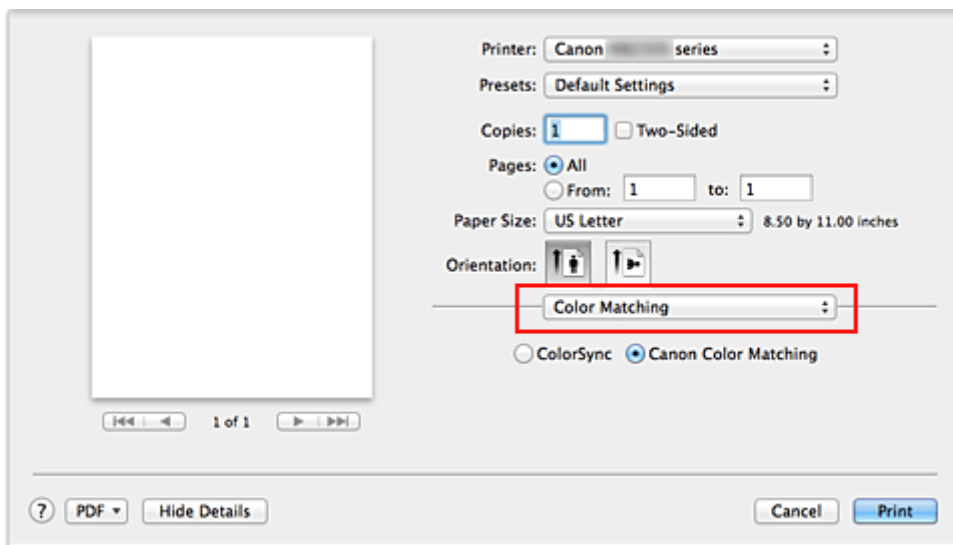 Printer: Canon series
Presets: Default Settings
Copies: 1 Two-Sided
Pages: All
From: 1 to: 1
Paper Size: US Letter 8.50 by 11.00 inches
Orientation:
Color Matching
ColorSync Canon Color Matching
1 of 1
? PDF Hide Details Cancel Print